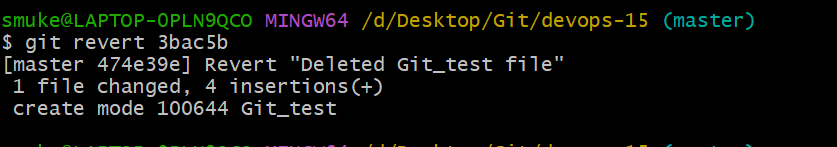 smuke@LAPTOP-0PLN9QCO MINGW64 /d/Desktop/Git/devops-15 (master)
$ git revert 3bac5b
[master 474e39e] Revert "Deleted Git_test file"
 1 file changed, 4 insertions(+)
 create mode 100644 Git_test